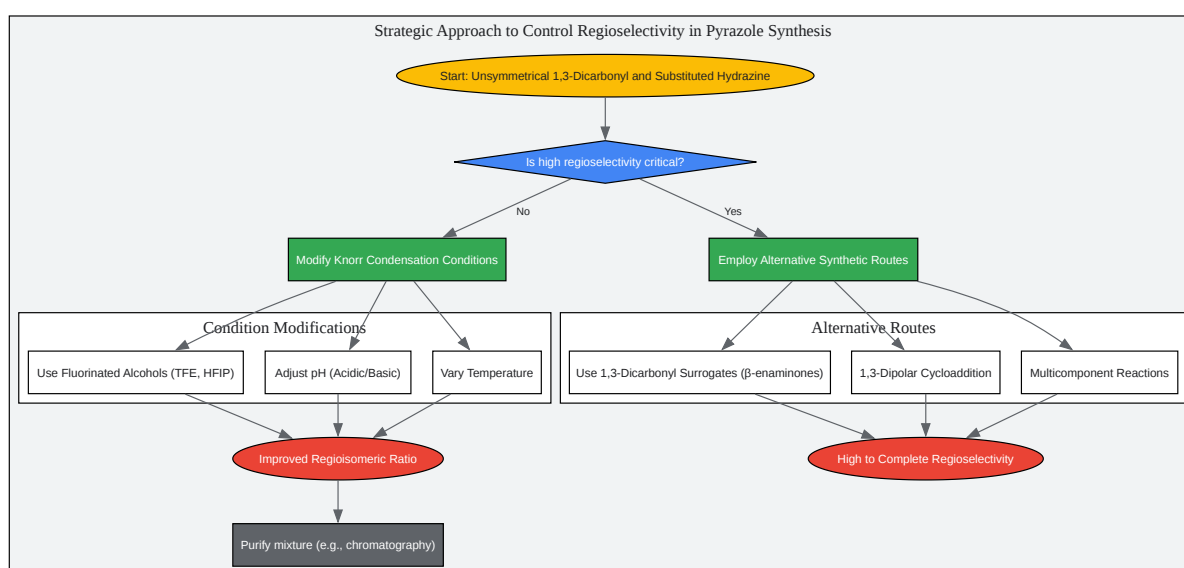 Strategic Approach to Control Regioselectivity in Pyrazole Synthesis
Start: Unsymmetrical 1,3-Dicarbonyl and Substituted Hydrazine
Is high regioselectivity critical?
No
Yes
Modify Knorr Condensation Conditions
Employ Alternative Synthetic Routes
Condition Modifications
Alternative Routes
Use Fluorinated Alcohols (TFE, HFIP)
Adjust pH (Acidic/Basic)
Vary Temperature
Use 1,3-Dicarbonyl Surrogates (β-enaminones)
1,3-Dipolar Cycloaddition
Multicomponent Reactions
Improved Regioisomeric Ratio
High to Complete Regioselectivity
Purify mixture (e.g., chromatography)